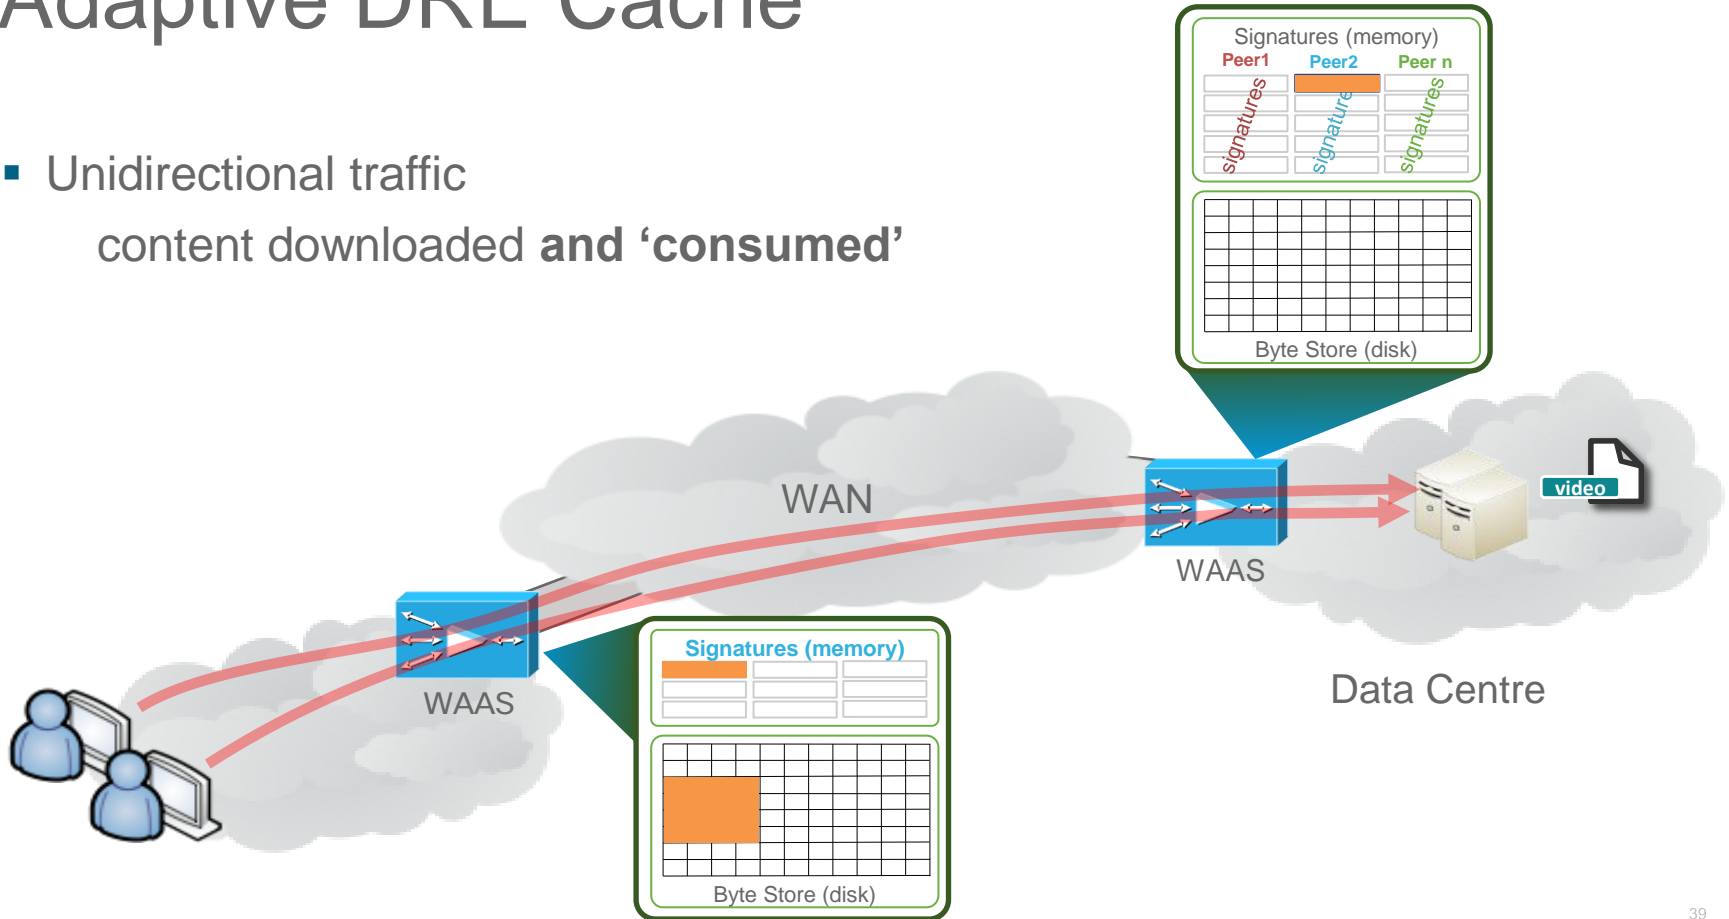 Adaptive DRE Cache
Unidirectional traffic
content downloaded and ‘consumed’
Signatures (memory)
Peer1 Peer2 Peer n
signatures signature signatures
Byte Store (disk)
WAN
video
WAAS
WAAS
Data Centre
Signatures (memory)
Byte Store (disk)
39